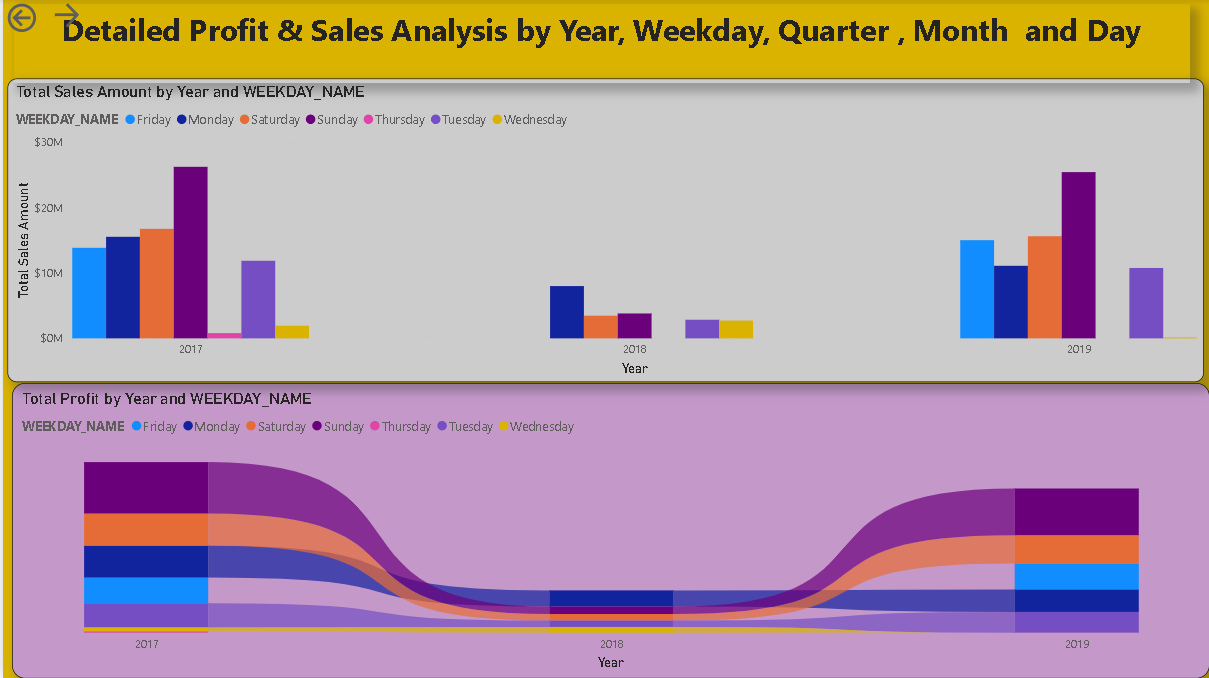 Detailed Profit & Sales Analysis by Year, Weekday, Quarter , Month  and Day
Total Sales Amount by Year and WEEKDAY_NAME
WEEKDAY_NAME Friday Monday Saturday Sunday Thursday Tuesday Wednesday
$30M
$20M
$10M
$0M
Total Sales Amount
2017 2018 2019
Year
Total Profit by Year and WEEKDAY_NAME
WEEKDAY_NAME Friday Monday Saturday Sunday Thursday Tuesday Wednesday
2017 2018 2019
Year